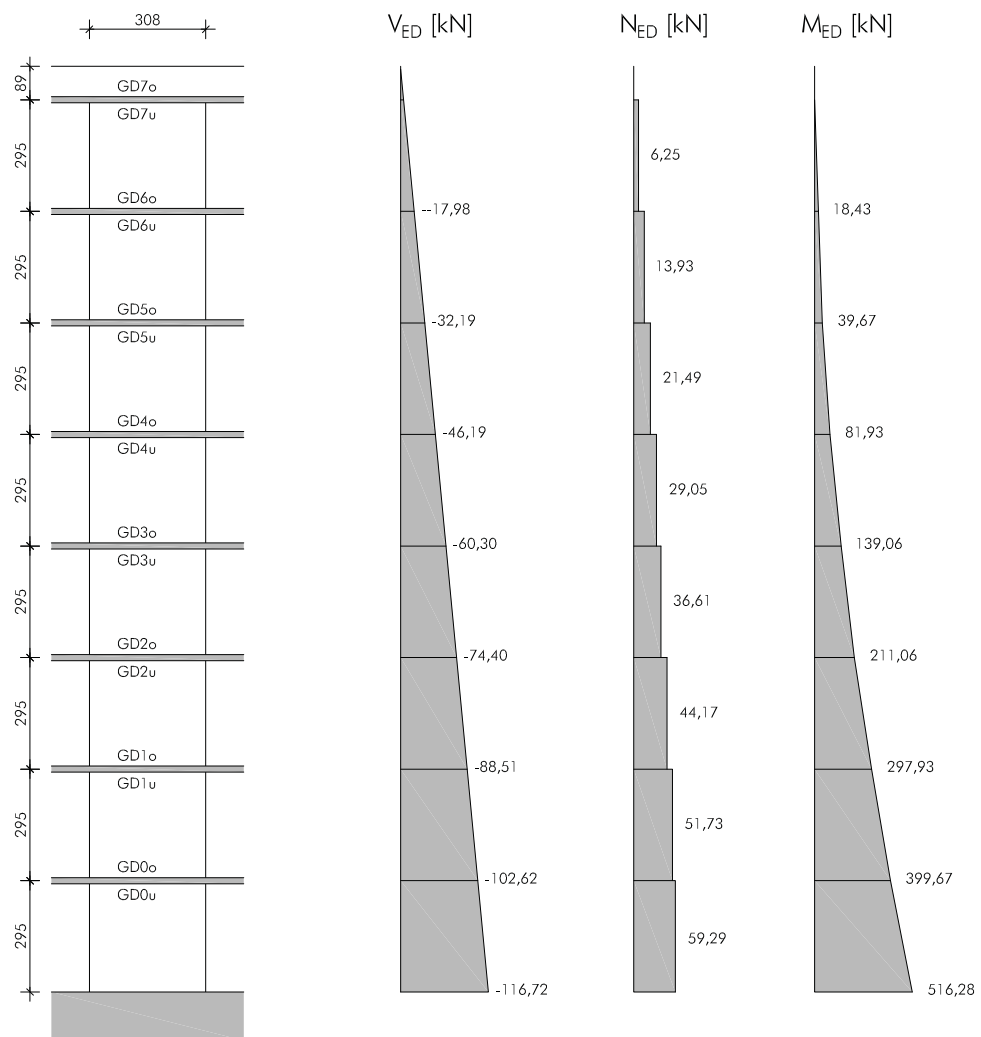 308
V_ED [kN]
N_ED [kN]
M_ED [kN]
89
GD7o
GD7u
295
6,25
GD6o
--17,98
18,43
GD6u
295
13,93
GD5o
-32,19
39,67
GD5u
295
21,49
GD4o
-46,19
81,93
GD4u
295
29,05
GD3o
-60,30
139,06
GD3u
295
36,61
GD2o
-74,40
211,06
GD2u
295
44,17
GD1o
-88,51
297,93
GD1u
295
51,73
GD0o
-102,62
399,67
GD0u
295
59,29
-116,72
516,28